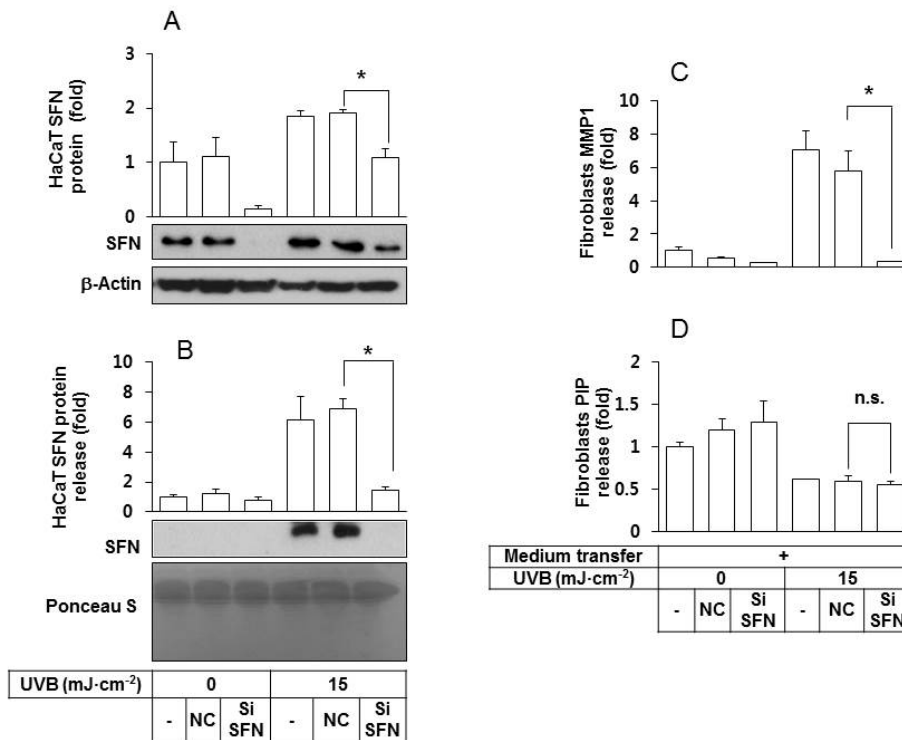 A
HaCaT SFN
protein (fold)
3
2
1
0
*
SFN
β-Actin
B
HaCaT SFN protein
release (fold)
10
8
6
4
2
0
*
SFN
Ponceau S
UVB (mJ·cm-2) 0 15
- NC Si SFN - NC Si SFN
C
Fibroblasts MMP1
release (fold)
10
8
6
4
2
0
*
D
Fibroblasts PIP
release (fold)
2
1.5
1
0.5
0
n.s.
Medium transfer +
UVB (mJ·cm-2) 0 15
- NC Si SFN - NC Si SFN